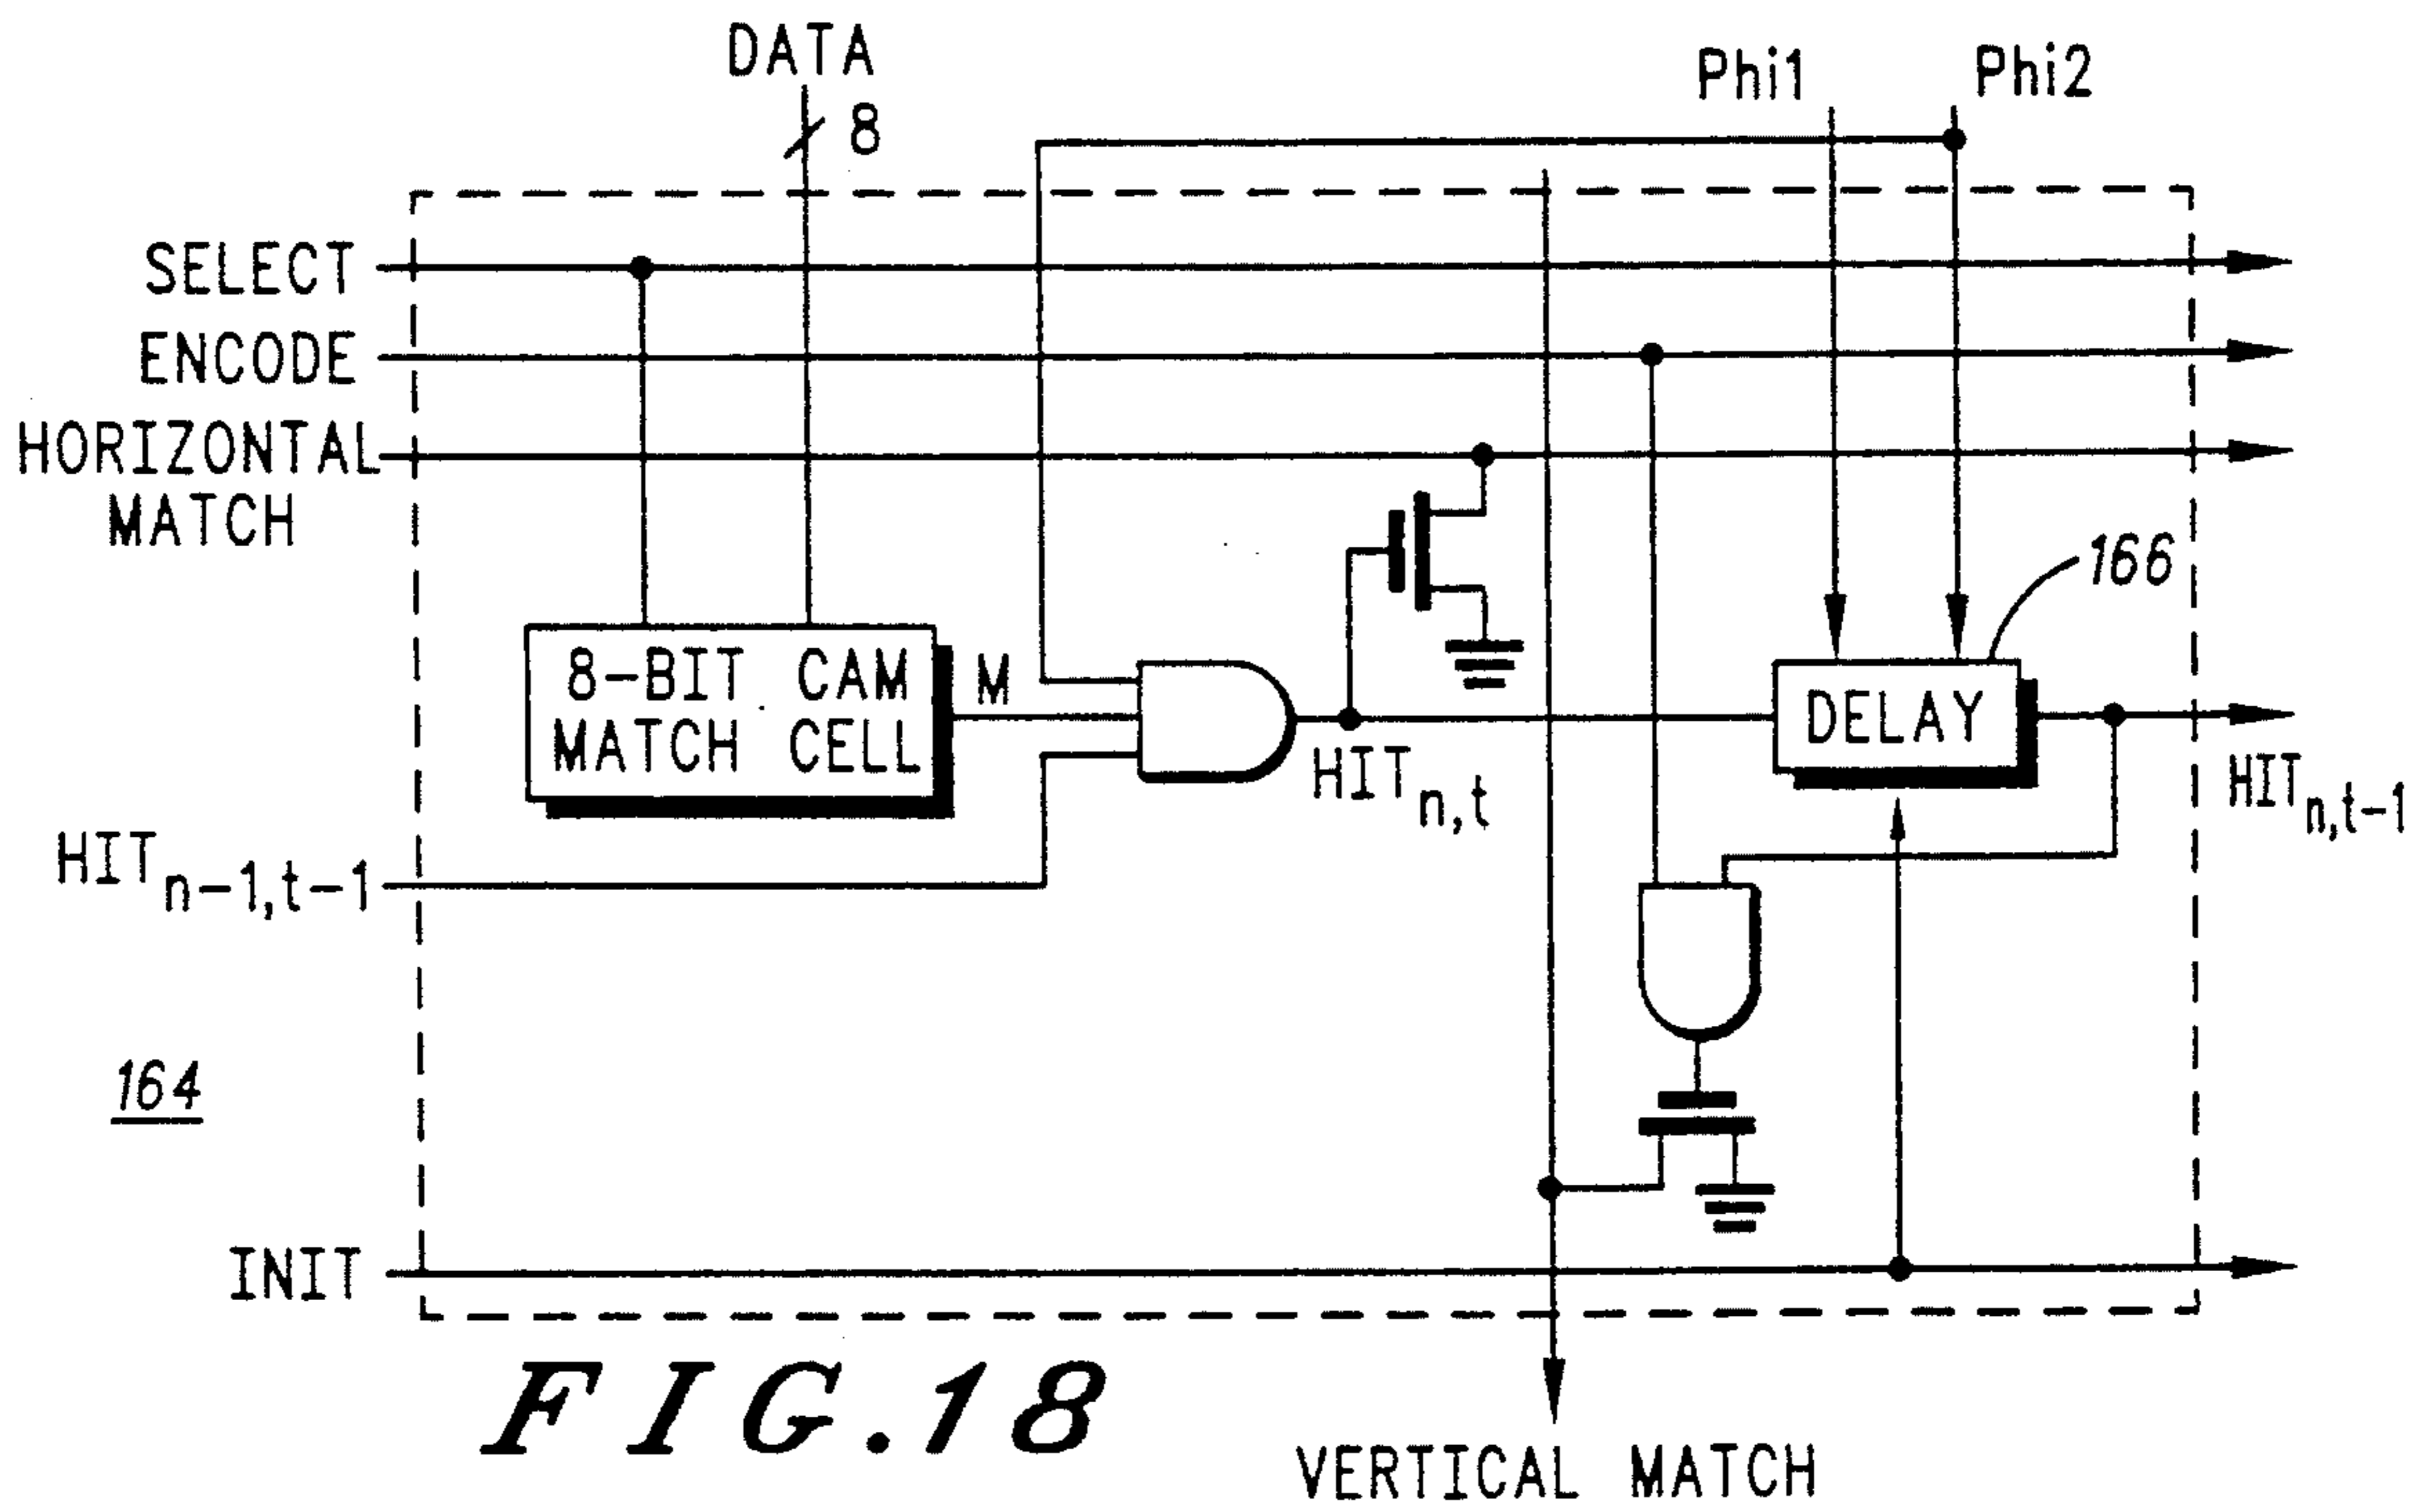 DATA
8
Phi1
Phi2
SELECT
ENCODE
HORIZONTAL
MATCH
166
8-BIT CAM
MATCH CELL
M
DELAY
HIT n,t
HIT n,t-1
HIT n-1,t-1
164
INIT
FIG.18
VERTICAL MATCH